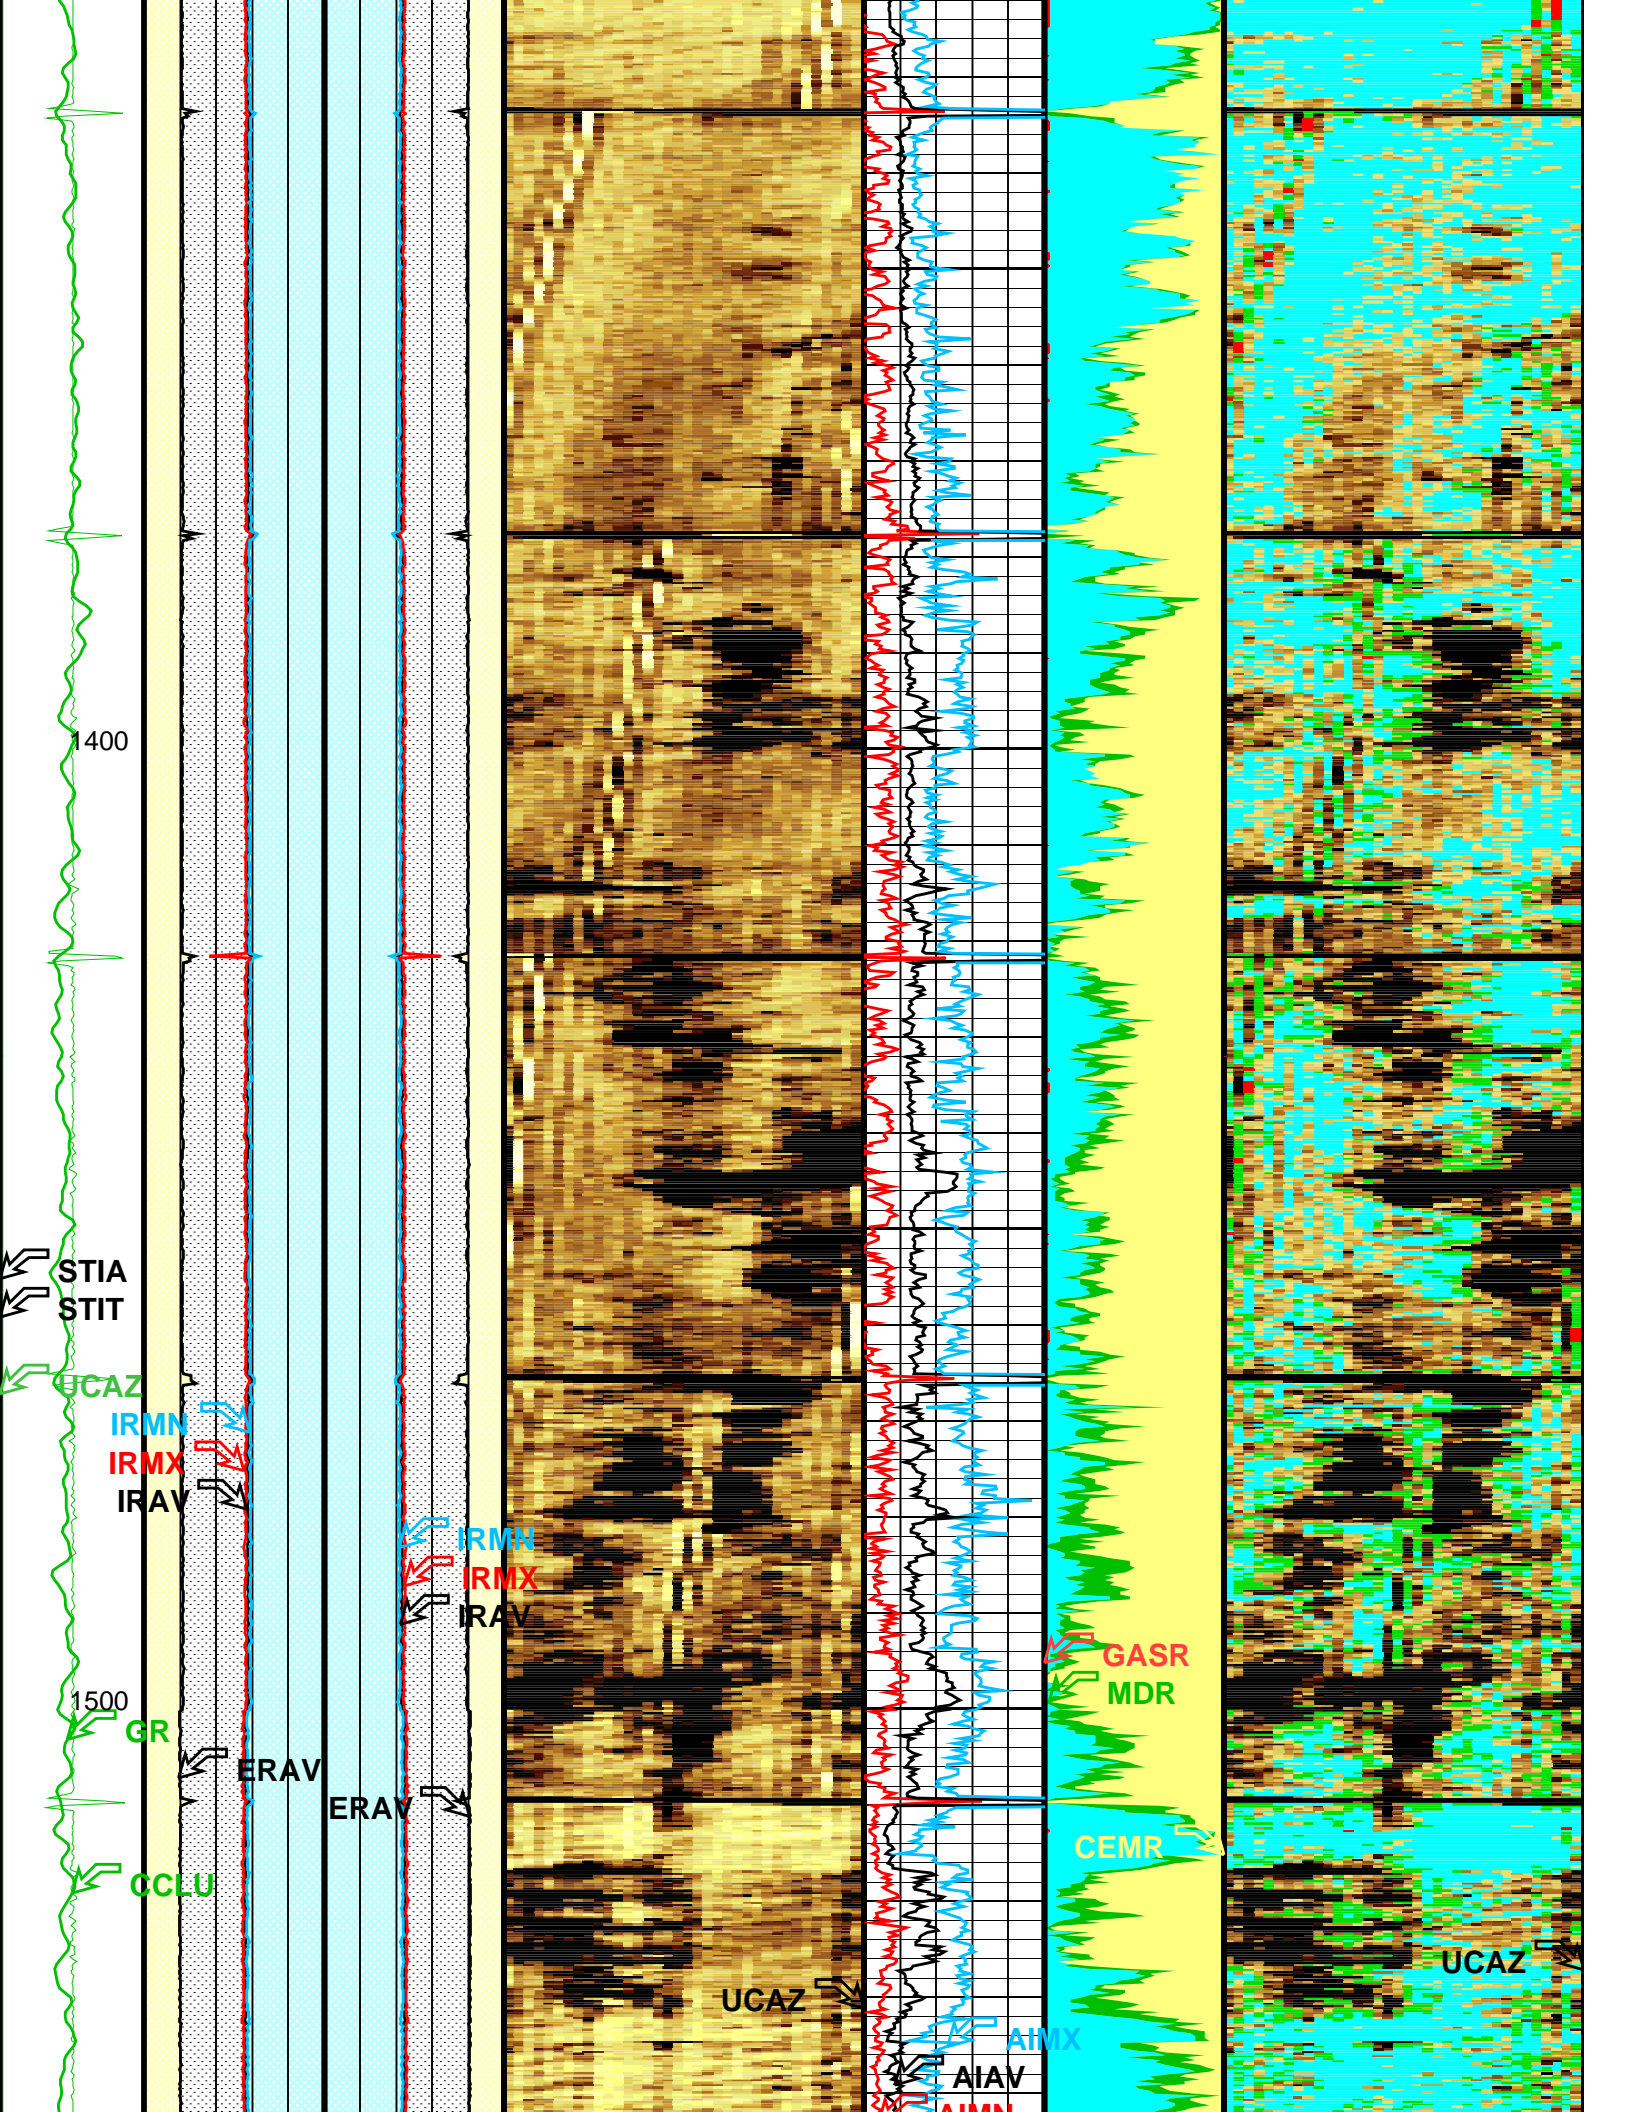 1400
STIA
STIT
UCAZ
IRMN
IRMX
IRAV
IRMN
IRMX
IRAV
GASR
MDR
1500
GR
ERAV
ERAV
CEMR
CCLU
UCAZ
UCAZ
AIMX
AIAV
AIMN